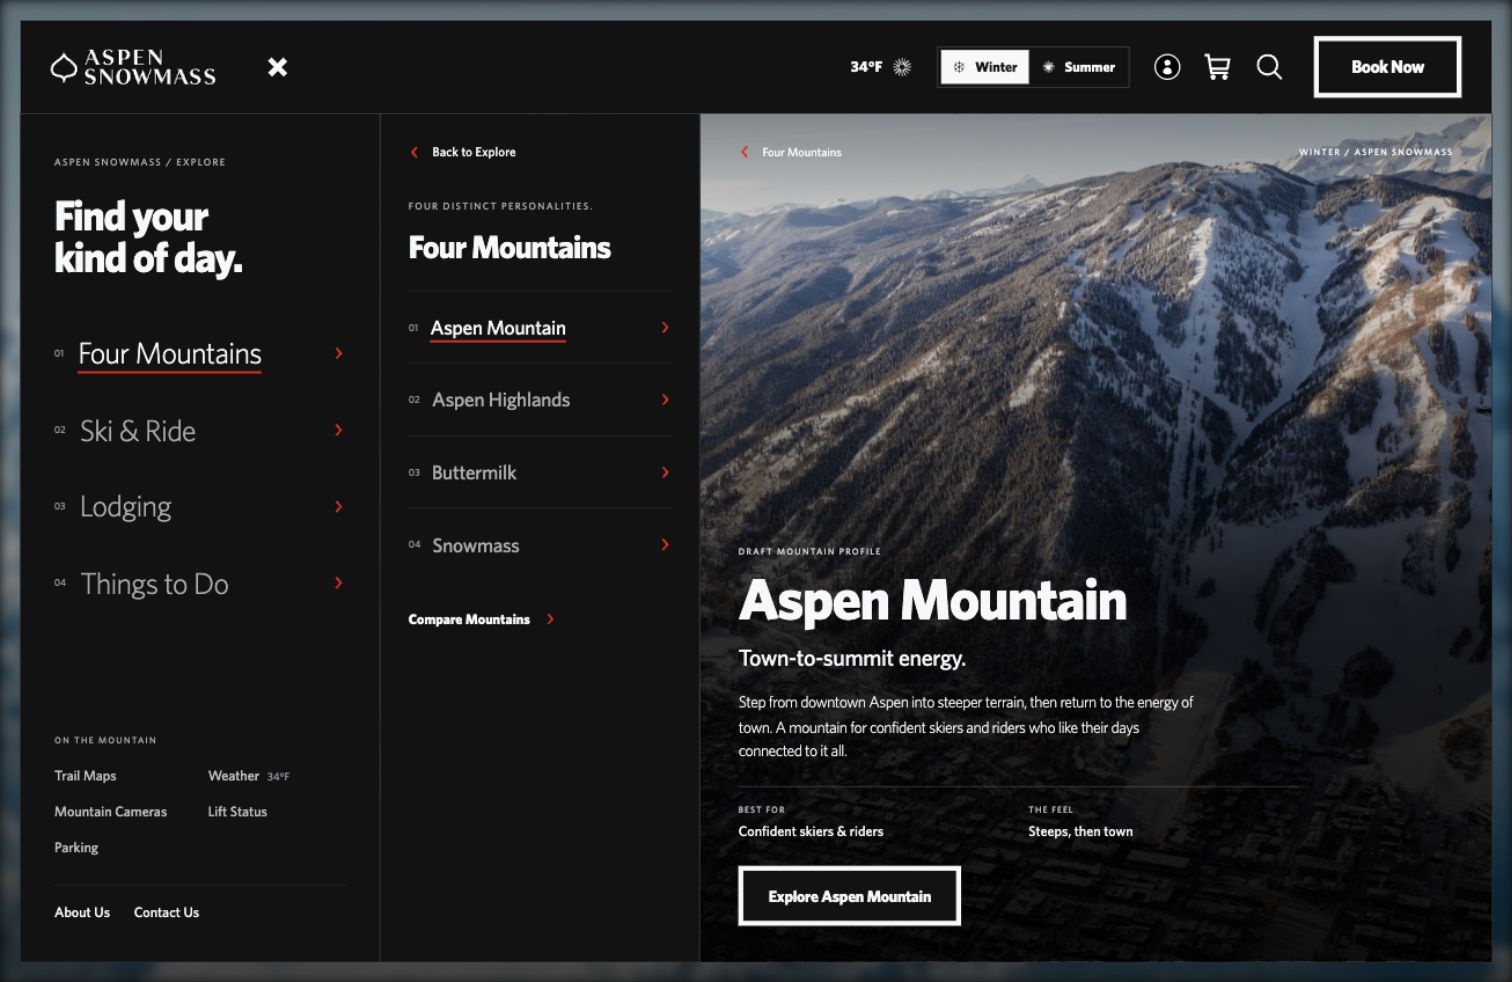 ASPEN
SNOWMASS
34°F
Winter
Summer
Book Now
ASPEN SNOWMASS / EXPLORE
Find your
kind of day.
01 Four Mountains
02 Ski & Ride
03 Lodging
04 Things to Do
ON THE MOUNTAIN
Trail Maps
Weather 34°F
Mountain Cameras
Lift Status
Parking
About Us
Contact Us
Back to Explore
FOUR DISTINCT PERSONALITIES.
Four Mountains
01 Aspen Mountain
02 Aspen Highlands
03 Buttermilk
04 Snowmass
Compare Mountains
Four Mountains
WINTER / ASPEN SNOWMASS
DRAFT MOUNTAIN PROFILE
Aspen Mountain
Town-to-summit energy.
Step from downtown Aspen into steeper terrain, then return to the energy of
town. A mountain for confident skiers and riders who like their days
connected to it all.
BEST FOR
Confident skiers & riders
THE FEEL
Steeps, then town
Explore Aspen Mountain